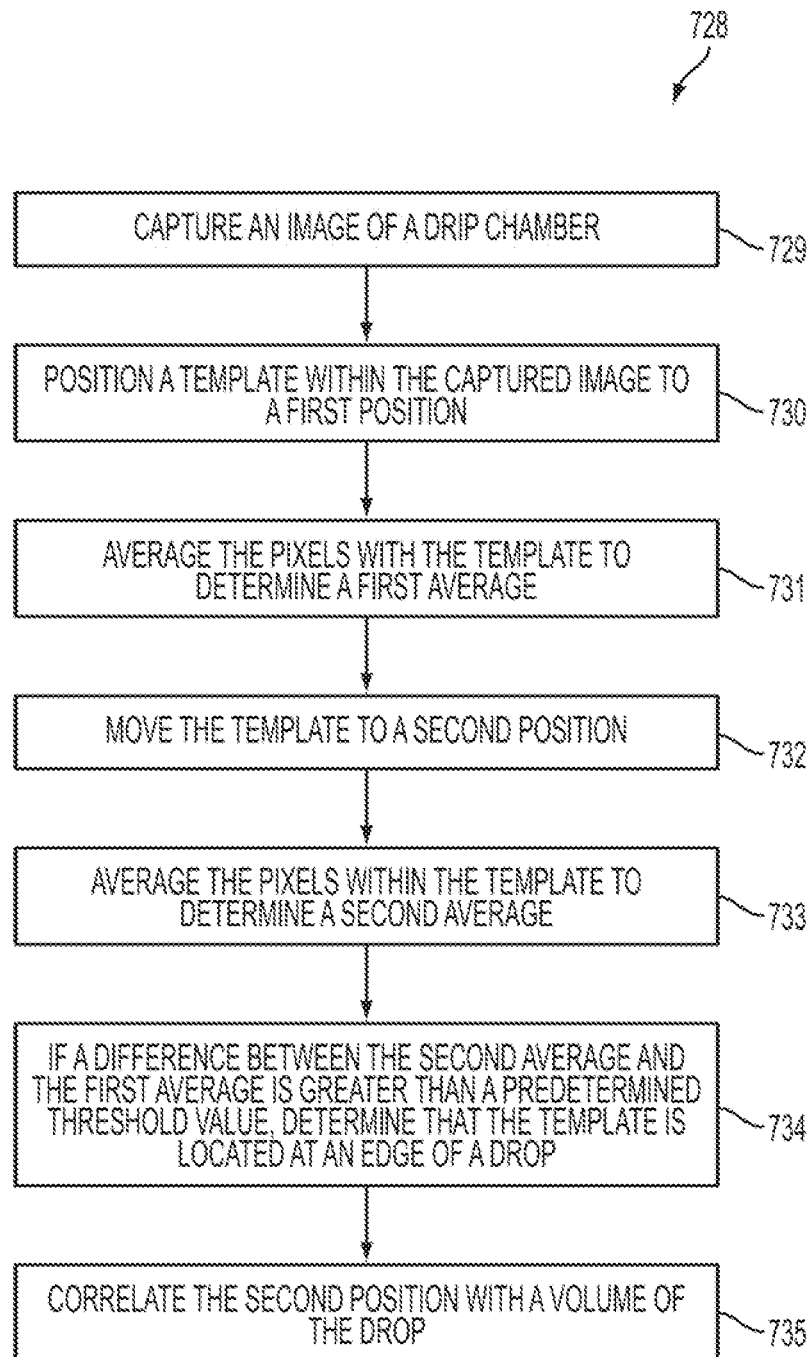 728
CAPTURE AN IMAGE OF A DRIP CHAMBER
729
POSITION A TEMPLATE WITHIN THE CAPTURED IMAGE TO
A FIRST POSITION
730
AVERAGE THE PIXELS WITH THE TEMPLATE TO
DETERMINE A FIRST AVERAGE
731
MOVE THE TEMPLATE TO A SECOND POSITION
732
AVERAGE THE PIXELS WITHIN THE TEMPLATE TO
DETERMINE A SECOND AVERAGE
733
IF A DIFFERENCE BETWEEN THE SECOND AVERAGE AND
THE FIRST AVERAGE IS GREATER THAN A PREDETERMINED
THRESHOLD VALUE, DETERMINE THAT THE TEMPLATE IS
LOCATED AT AN EDGE OF A DROP
734
CORRELATE THE SECOND POSITION WITH A VOLUME OF
THE DROP
735